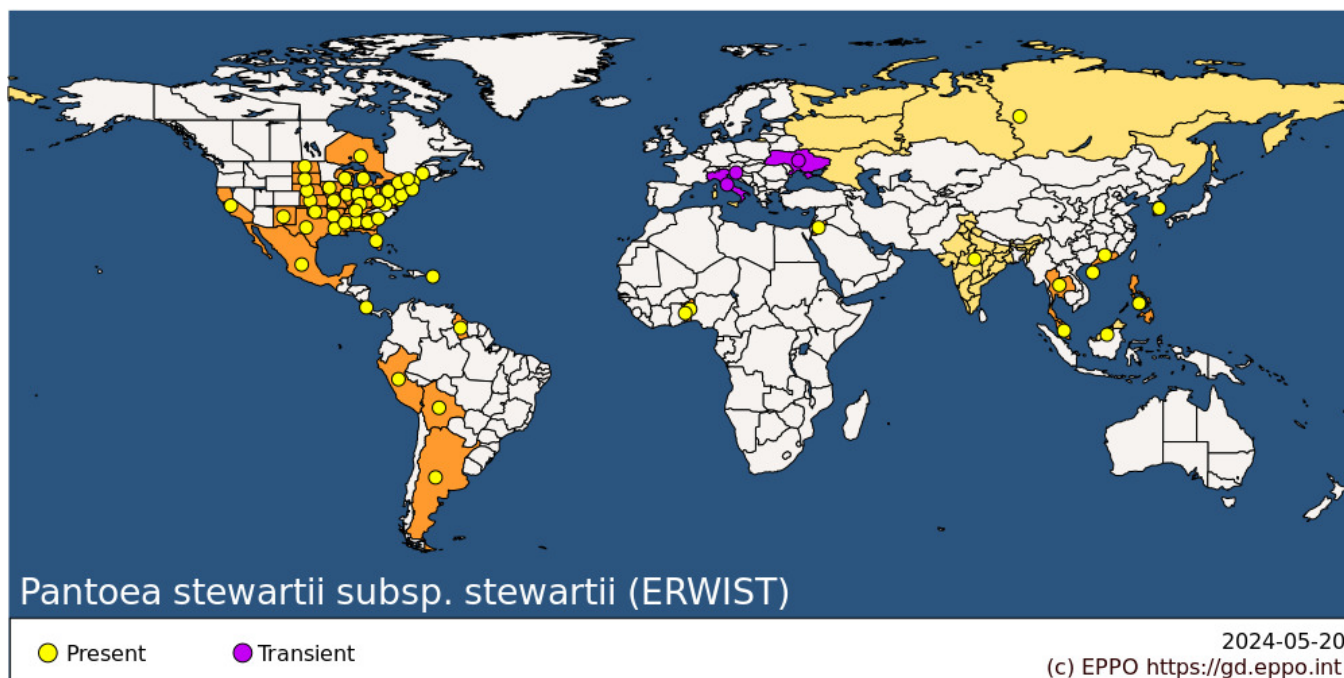 Pantoea stewartii subsp. stewartii (ERWIST)
Present
Transient
2024-05-20
(c) EPPO https://gd.eppo.int